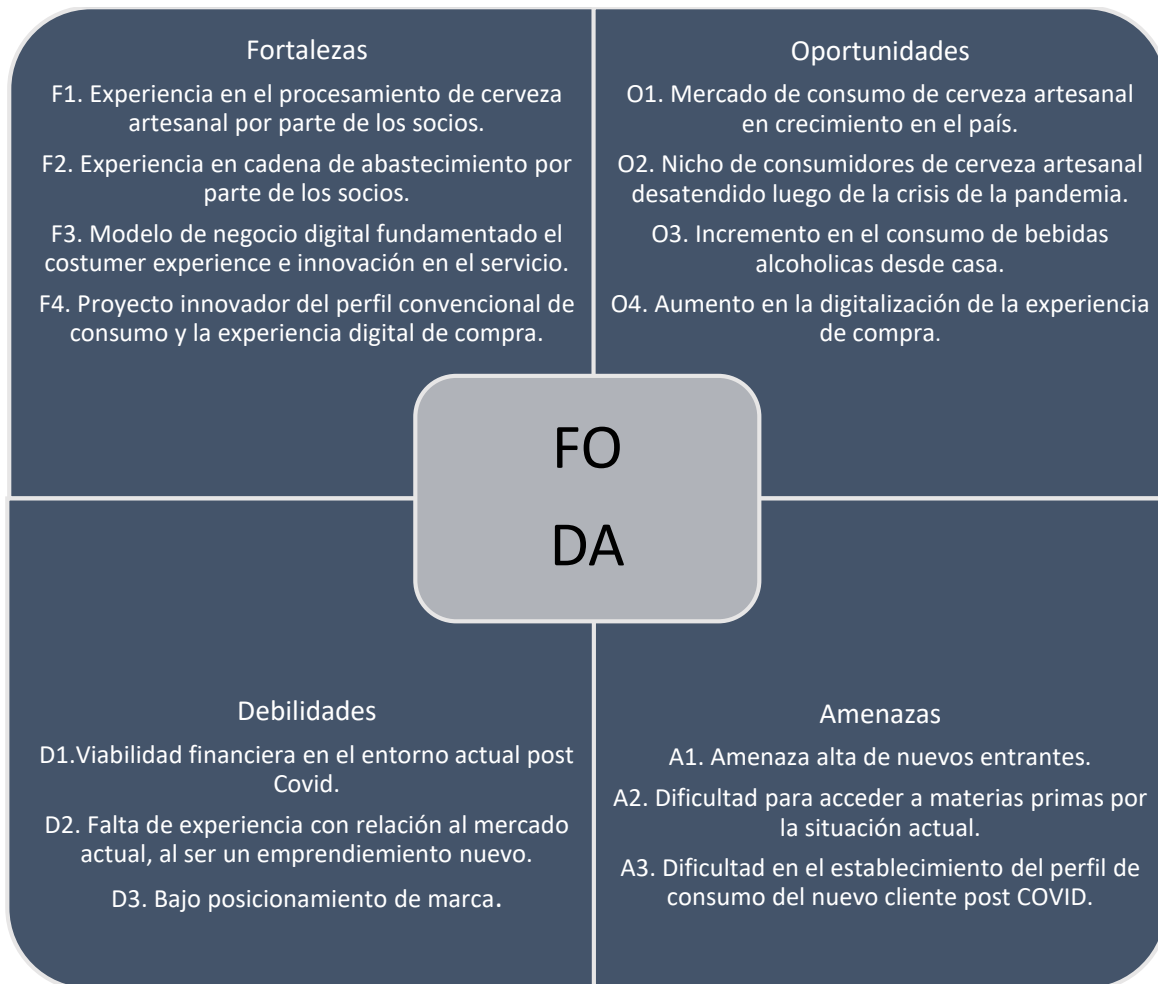 Fortalezas
F1. Experiencia en el procesamiento de cerveza
artesanal por parte de los socios.
F2. Experiencia en cadena de abastecimiento por
parte de los socios.
F3. Modelo de negocio digital fundamentado el
costumer experience e innovación en el servicio.
F4. Proyecto innovador del perfil convencional de
consumo y la experiencia digital de compra.
Oportunidades
O1. Mercado de consumo de cerveza artesanal
en crecimiento en el país.
O2. Nicho de consumidores de cerveza artesanal
desatendido luego de la crisis de la pandemia.
O3. Incremento en el consumo de bebidas
alcoholicas desde casa.
O4. Aumento en la digitalización de la experiencia
de compra.
FO
DA
Debilidades
D1.Viabilidad financiera en el entorno actual post
Covid.
D2. Falta de experiencia con relación al mercado
actual, al ser un emprendiemiento nuevo.
D3. Bajo posicionamiento de marca.
Amenazas
A1. Amenaza alta de nuevos entrantes.
A2. Dificultad para acceder a materias primas por
la situación actual.
A3. Dificultad en el establecimiento del perfil de
consumo del nuevo cliente post COVID.